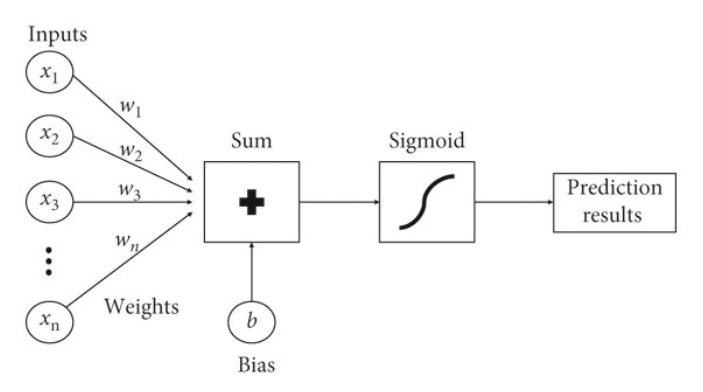 Inputs
x1
w1
x2
w2
Sum
Sigmoid
x3
w3
Prediction
results
wn
xn
Weights
b
Bias